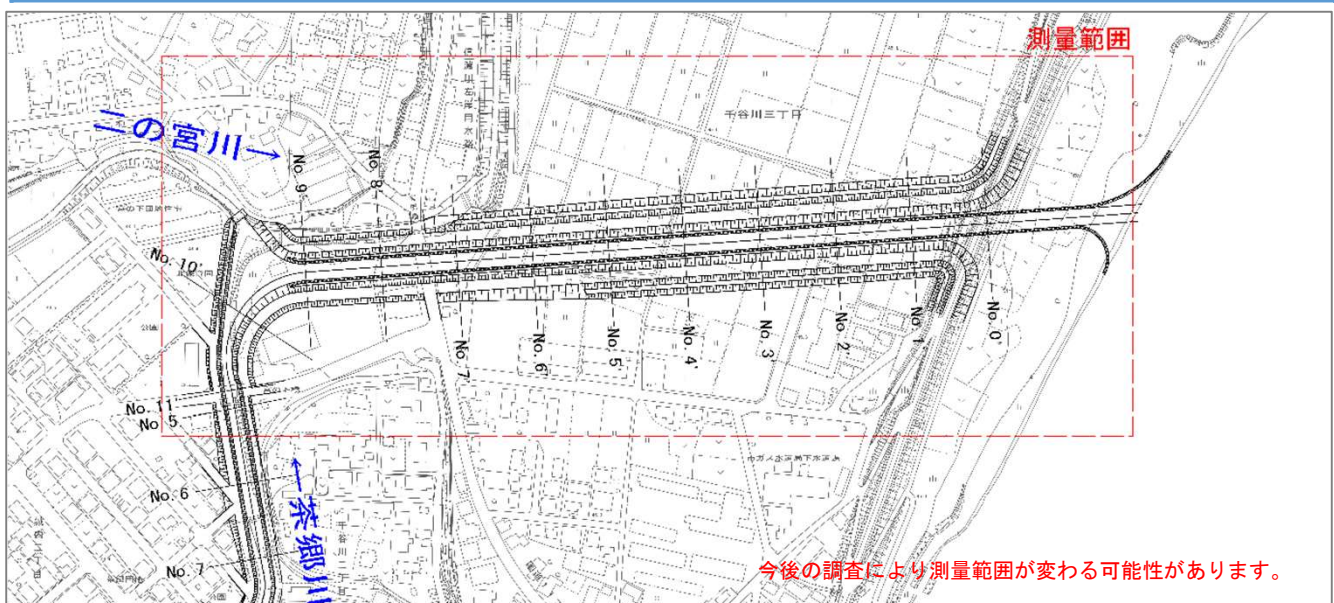 測量範囲
千谷川三丁目
二の宮川→
No. 9'
No. 8'
No. 10'
No. 7'
No. 6'
No. 5'
No. 4'
No. 3'
No. 2'
No. 1'
No. 0'
公園
No. 11
No. 5
No. 6
No. 7
←茶郷川
今後の調査により測量範囲が変わる可能性があります。